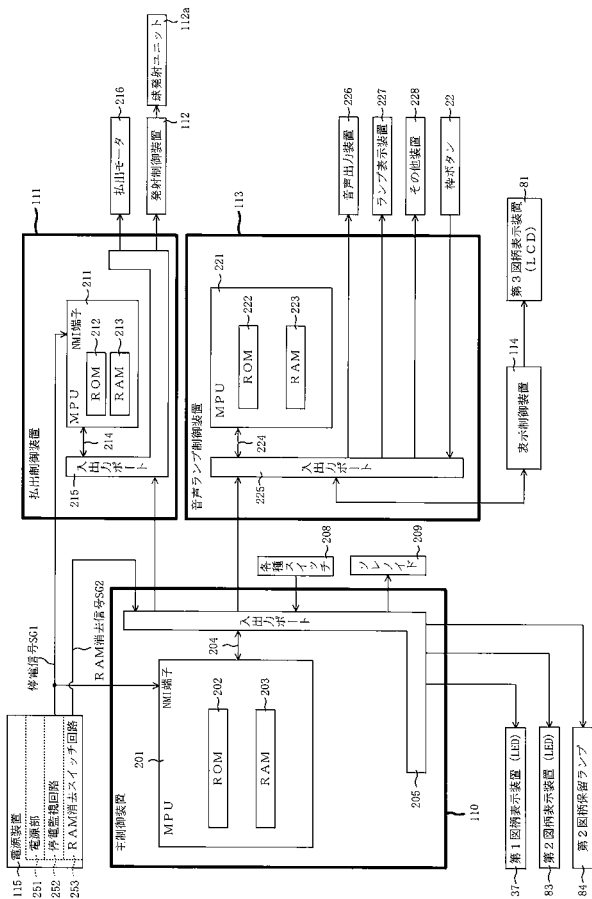 115
電源装置
251
電源部
252
停電監視回路
253
RAM消去スイッチ回路
停電信号SG1
RAM消去信号SG2
111
払出制御装置
215
入出力ポート
214
MPU
NMI端子
211
ROM
212
RAM
213
払出モータ
216
発射制御装置
112
球発射ユニット
112a
主制御装置
110
201
MPU
NMI端子
ROM
202
RAM
203
204
入出力ポート
205
各種スイッチ
208
ソレノイド
209
音声ランプ制御装置
113
225
入出力ポート
224
MPU
221
ROM
222
RAM
223
音声出力装置
226
ランプ表示装置
227
その他装置
228
枠ボタン
22
表示制御装置
114
第3図柄表示装置
(LCD)
81
37
第1図柄表示装置(LED)
83
第2図柄表示装置(LED)
84
第2図柄保留ランプ